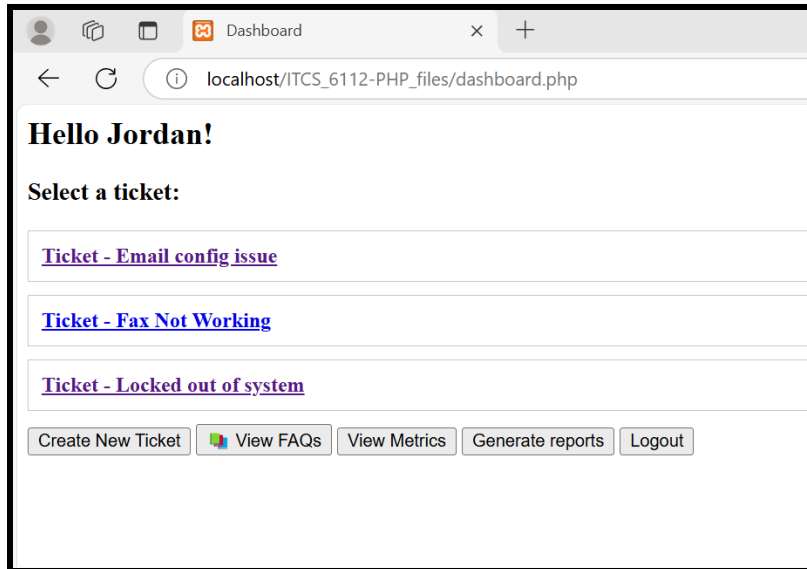 Dashboard
localhost/ITCS_6112-PHP_files/dashboard.php
Hello Jordan!
Select a ticket:
Ticket - Email config issue
Ticket - Fax Not Working
Ticket - Locked out of system
Create New Ticket View FAQs View Metrics Generate reports Logout